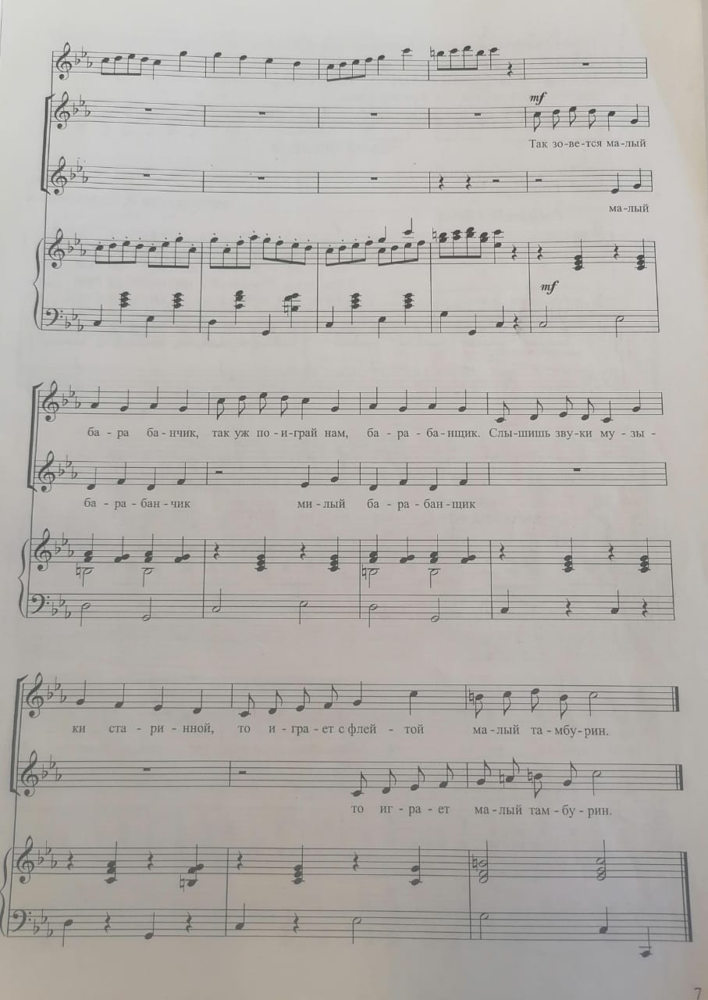 mf
Так зо-ве-тся ма-лый
ма-лый
mf
ба - ра ба-нчик, так уж по-и-грай нам, ба - ра - ба-нщик. Слы-шишь зву-ки му - зы -
ба - ра - бан - чик ми - лый ба - ра - бан - щик
ки ста - ри - нной, то и - гра - ет с флей - той ма - лый та - мбу - рин.
то иг - ра - ет ма - лый там - бу - рин.
7